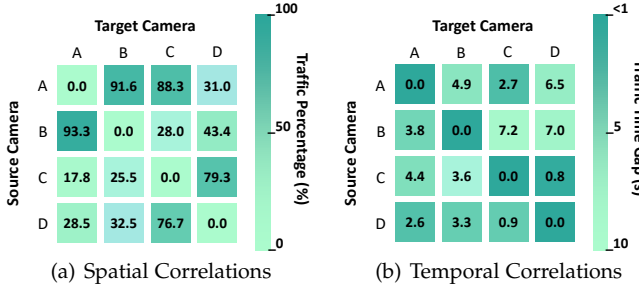 Target Camera
A B C D
Source Camera
A 0.0 91.6 88.3 31.0
B 93.3 0.0 28.0 43.4
C 17.8 25.5 0.0 79.3
D 28.5 32.5 76.7 0.0
100
50
0
Traffic Percentage (%)
(a) Spatial Correlations
Target Camera
A B C D
Source Camera
A 0.0 4.9 2.7 6.5
B 3.8 0.0 7.2 7.0
C 4.4 3.6 0.0 0.8
D 2.6 3.3 0.9 0.0
<1
5
10
Traffic Time Gap (s)
(b) Temporal Correlations